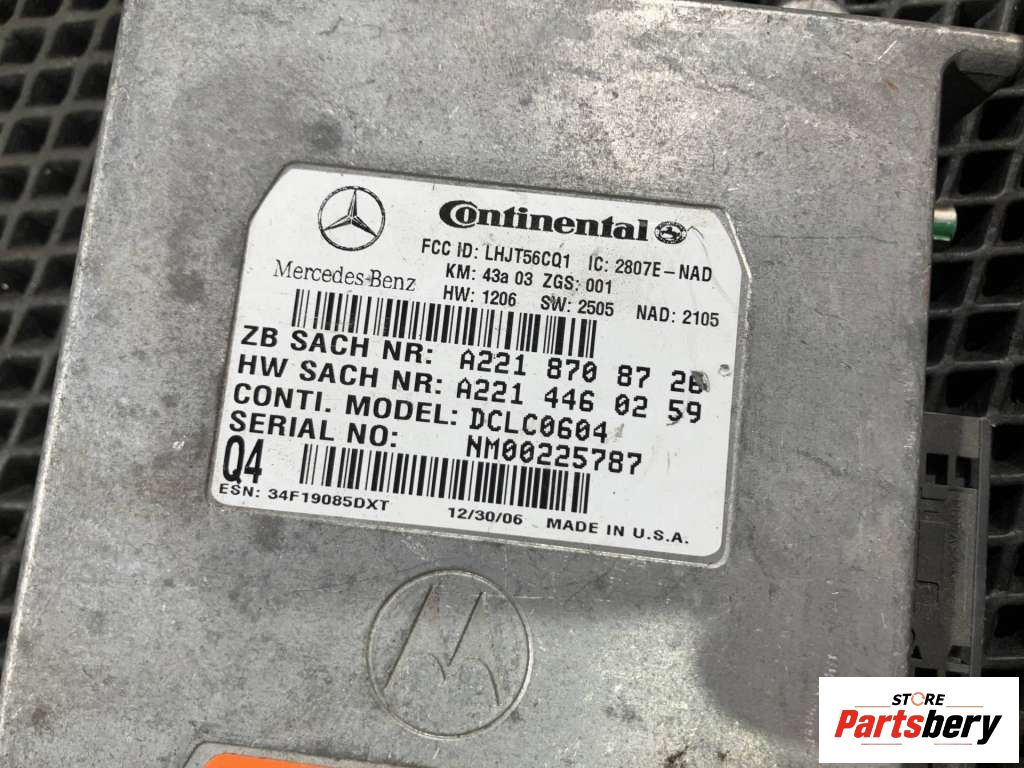 Continental
FCC ID: LHJT56CQ1 IC: 2807E-NAD
Mercedes-Benz
KM: 43a 03 ZGS: 001
HW: 1206 SW: 2505 NAD: 2105
ZB SACH NR: A221 870 87 26
HW SACH NR: A221 446 02 59
CONTI. MODEL: DCLC0604
SERIAL NO: NM00225787
Q4
ESN: 34F19085DXT 12/30/06 MADE IN U.S.A.
STORE
Partsbery